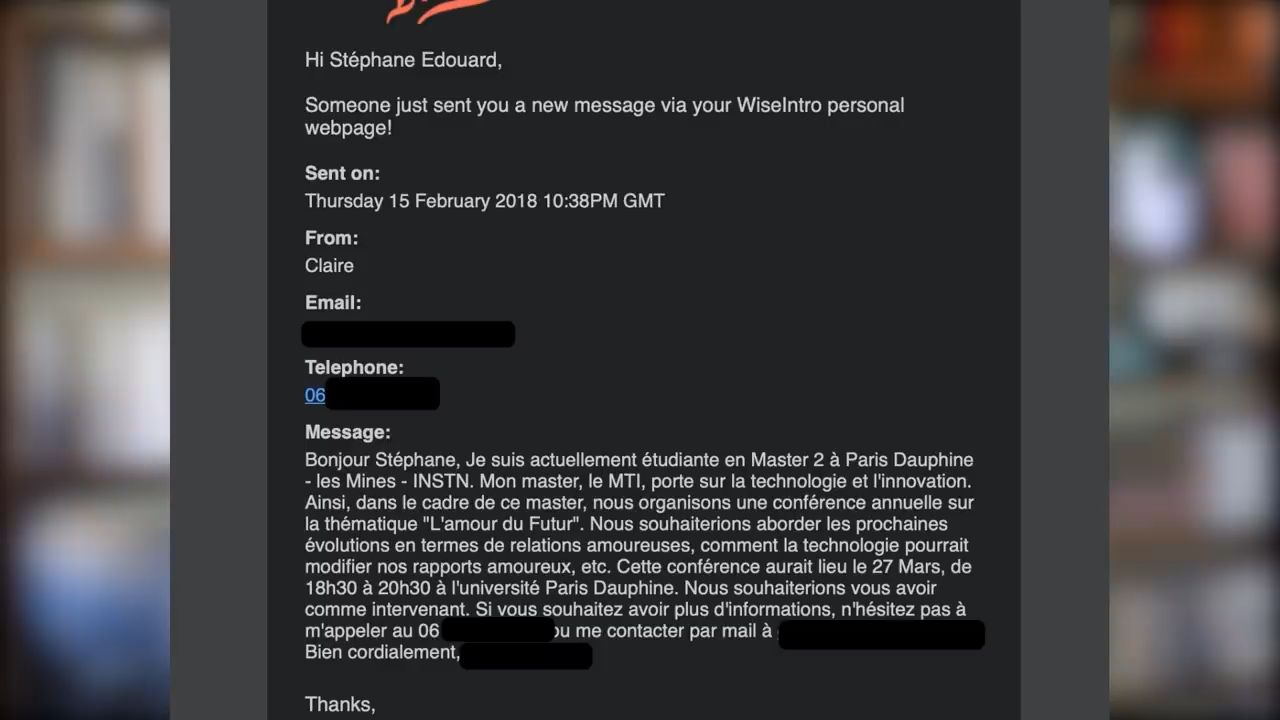 Hi Stéphane Edouard,
Someone just sent you a new message via your WiseIntro personal
webpage!
Sent on:
Thursday 15 February 2018 10:38PM GMT
From:
Claire
Email:
Telephone:
06
Message:
Bonjour Stéphane, Je suis actuellement étudiante en Master 2 à Paris Dauphine
- les Mines - INSTN. Mon master, le MTI, porte sur la technologie et l'innovation.
Ainsi, dans le cadre de ce master, nous organisons une conférence annuelle sur
la thématique "L'amour du Futur". Nous souhaiterions aborder les prochaines
évolutions en termes de relations amoureuses, comment la technologie pourrait
modifier nos rapports amoureux, etc. Cette conférence aurait lieu le 27 Mars, de
18h30 à 20h30 à l'université Paris Dauphine. Nous souhaiterions vous avoir
comme intervenant. Si vous souhaitez avoir plus d'informations, n'hésitez pas à
m'appeler au 06 ou me contacter par mail à
Bien cordialement,
Thanks,